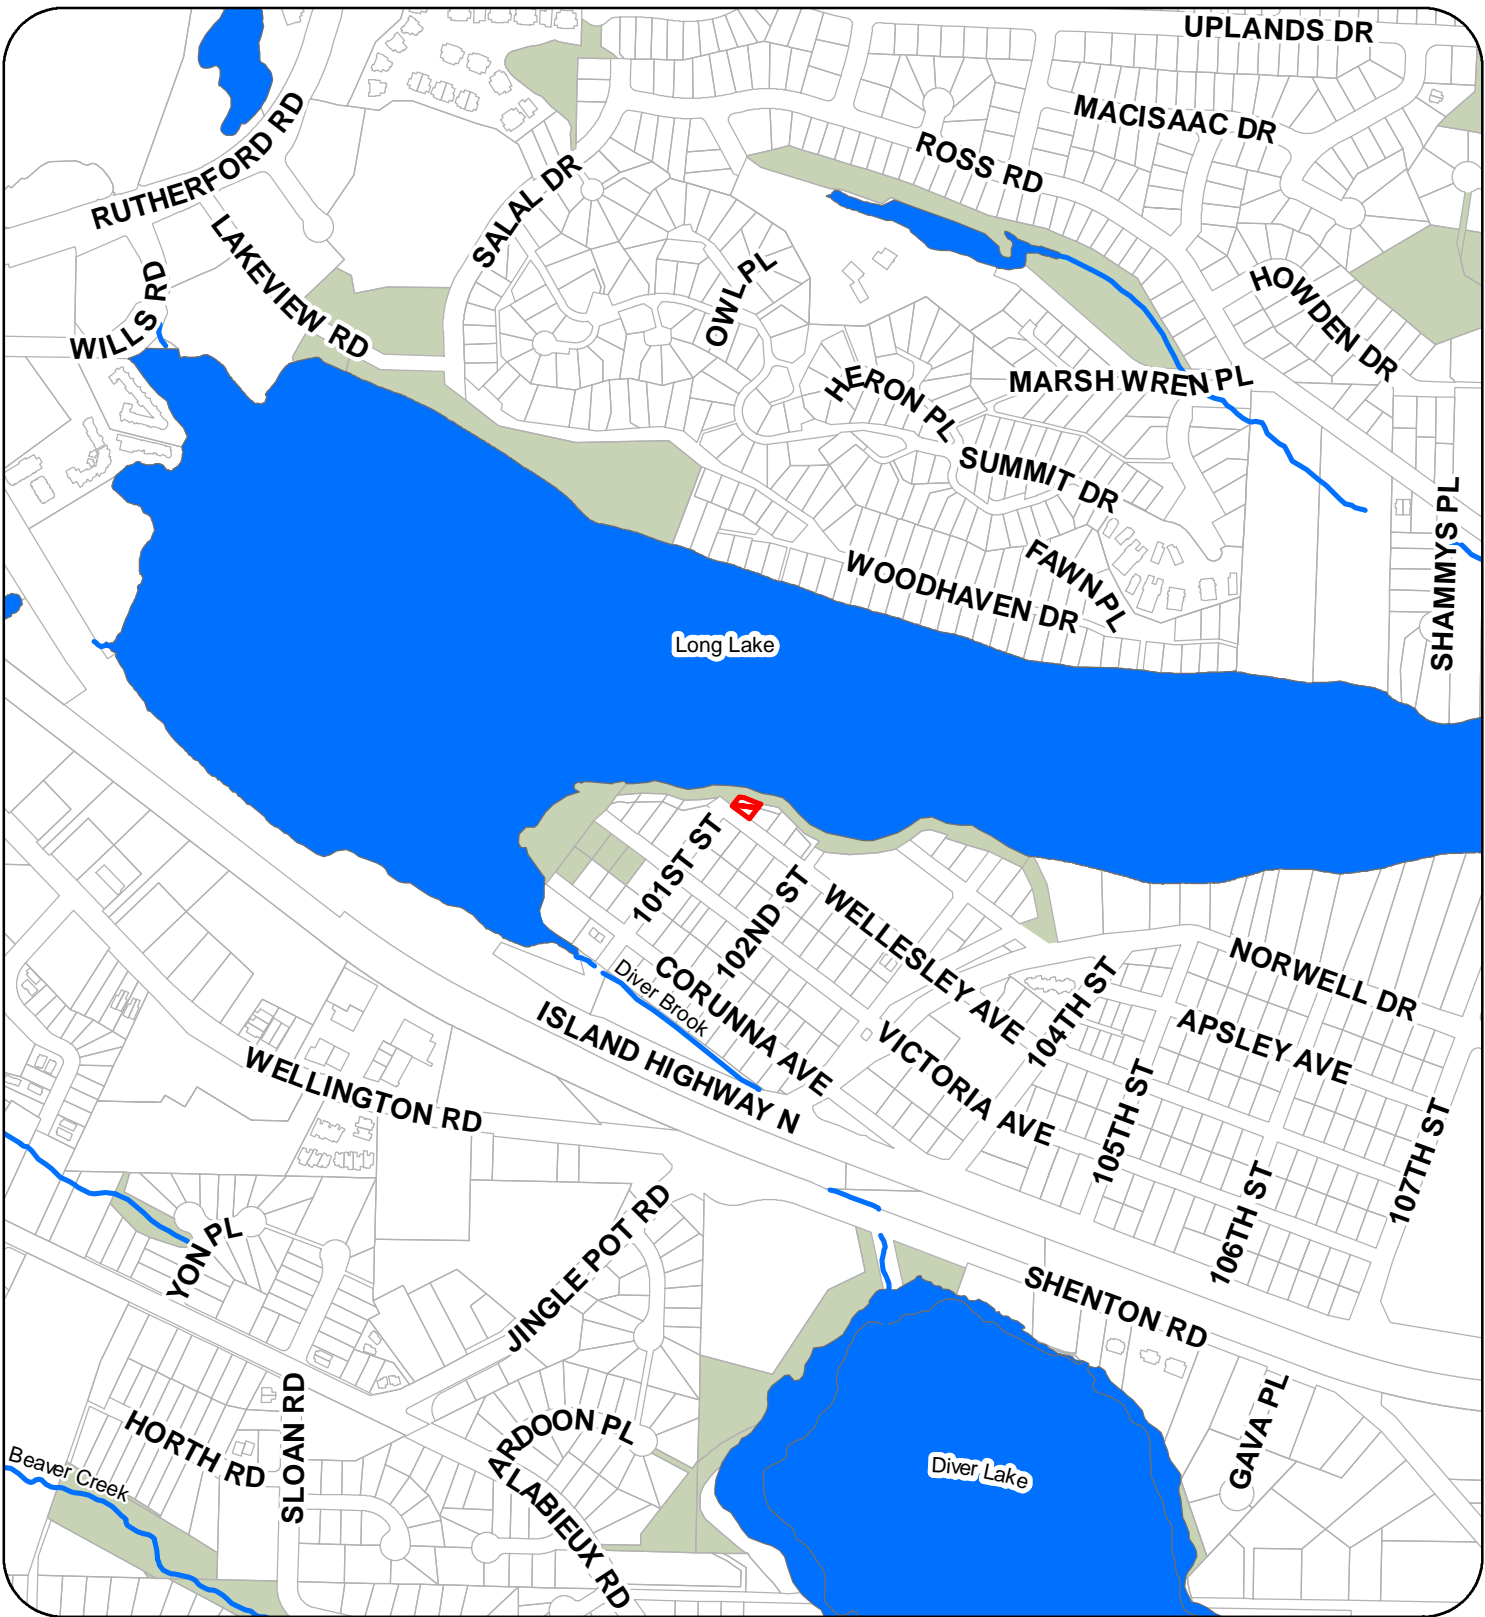 UPLANDS DR
MACISAAC DR
ROSS RD
RUTHERFORD RD
SALAL DR
LAKEVIEW RD
OWL PL
HOWDEN DR
WILLS RD
HERON PL
MARSH WREN PL
SUMMIT DR
SHAMMYS PL
FAWN PL
WOODHAVEN DR
Long Lake
101ST ST
102ND ST
WELLESLEY AVE
NORWELL DR
Diver Brook
CORUNNA AVE
104TH ST
APSLEY AVE
ISLAND HIGHWAY N
VICTORIA AVE
WELLINGTON RD
105TH ST
107TH ST
106TH ST
YON PL
JINGLE POT RD
SHENTON RD
GAVA PL
HORTH RD
SLOAN RD
ARDOON PL
Beaver Creek
Diver Lake
LABIEUX RD